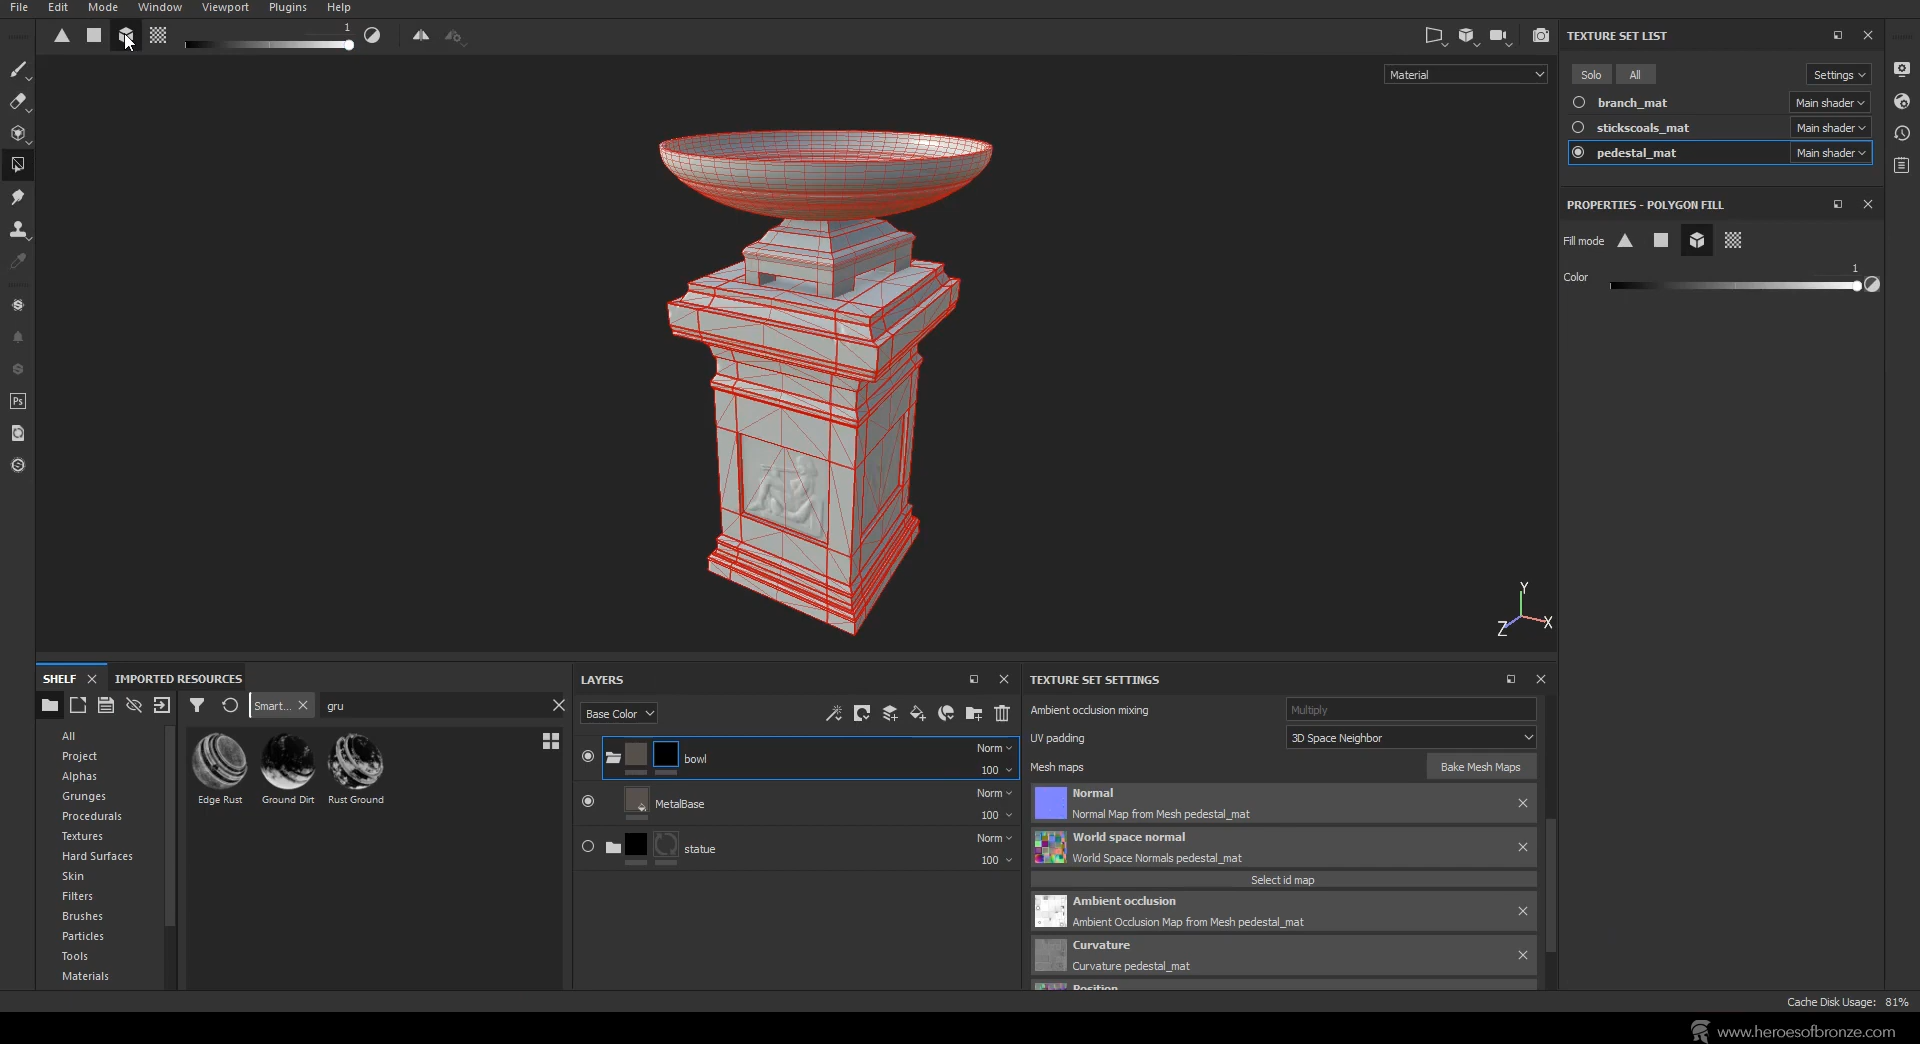 File Edit Mode Window Viewport Plugins Help
1
Material
TEXTURE SET LIST
Solo All Settings
branch_mat Main shader
stickscoals_mat Main shader
pedestal_mat Main shader
PROPERTIES - POLYGON FILL
Fill mode
Color 1
Ps
Y
Z X
SHELF IMPORTED RESOURCES
Smart... gru
All
Project
Alphas
Grunges
Procedurals
Textures
Hard Surfaces
Skin
Filters
Brushes
Particles
Tools
Materials
Edge Rust Ground Dirt Rust Ground
LAYERS
Base Color
bowl Norm
100
MetalBase Norm
100
statue Norm
100
TEXTURE SET SETTINGS
Ambient occlusion mixing Multiply
UV padding 3D Space Neighbor
Mesh maps Bake Mesh Maps
Normal
Normal Map from Mesh pedestal_mat
World space normal
World Space Normals pedestal_mat
Select id map
Ambient occlusion
Ambient Occlusion Map from Mesh pedestal_mat
Curvature
Curvature pedestal_mat
Position
Cache Disk Usage: 81%
www.heroesofbronze.com